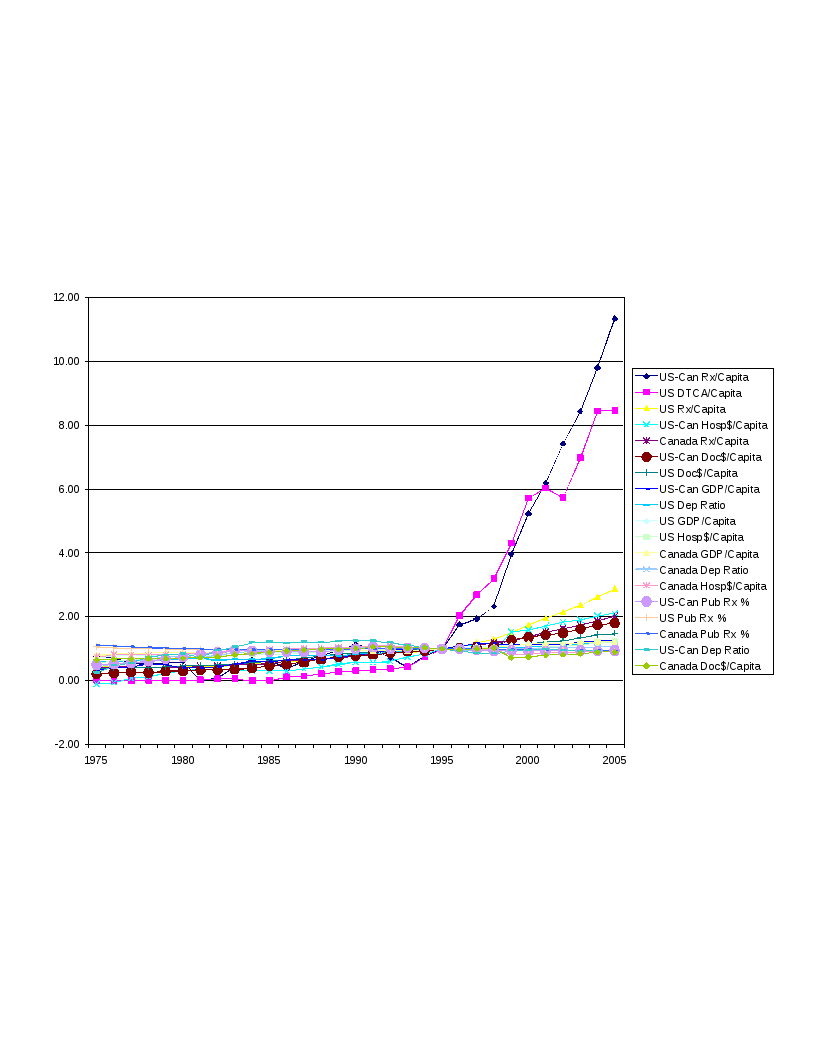 12.00
10.00
8.00
6.00
4.00
2.00
0.00
-2.00
1975 1980 1985 1990 1995 2000 2005
US-Can Rx/Capita
US DTCA/Capita
US Rx/Capita
US-Can Hosp$/Capita
Canada Rx/Capita
US-Can Doc$/Capita
US Doc$/Capita
US-Can GDP/Capita
US Dep Ratio
US GDP/Capita
US Hosp$/Capita
Canada GDP/Capita
Canada Dep Ratio
Canada Hosp$/Capita
US-Can Pub Rx %
US Pub Rx %
Canada Pub Rx %
US-Can Dep Ratio
Canada Doc$/Capita